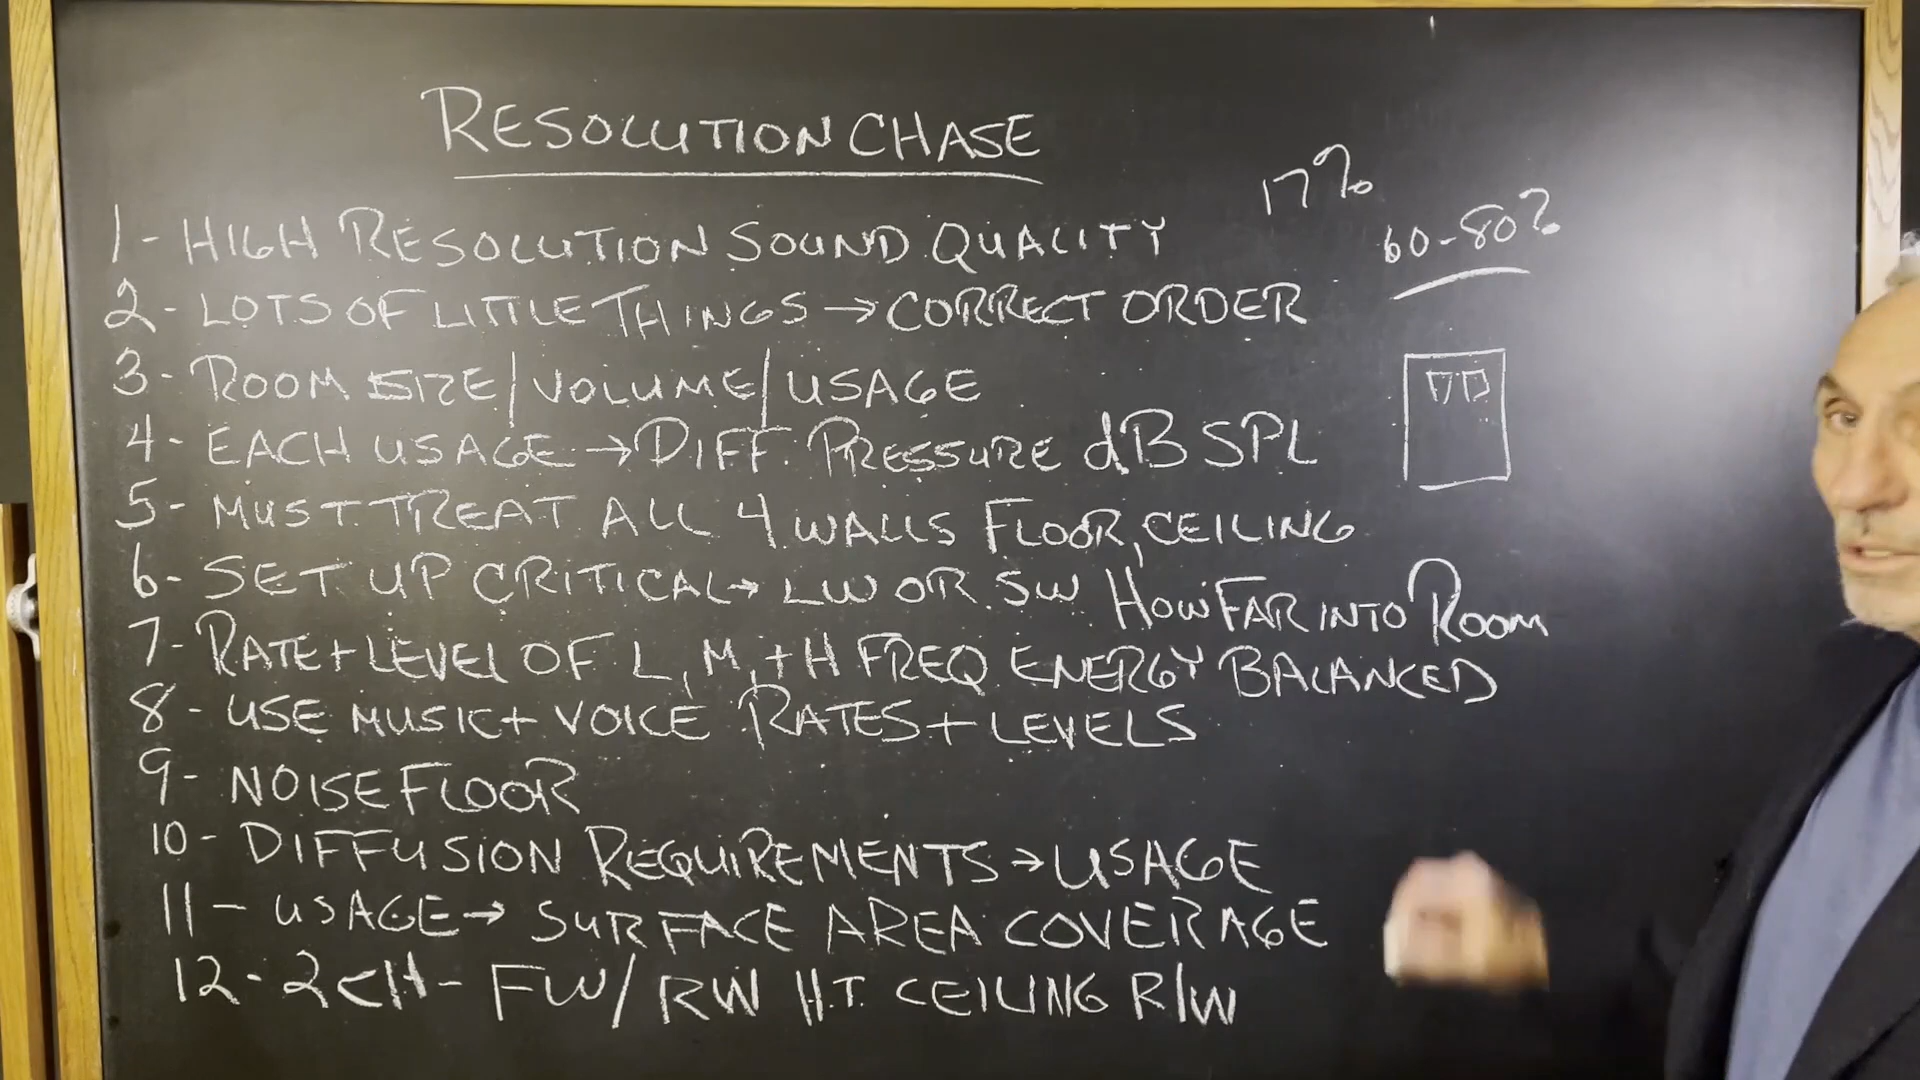 RESOLUTION CHASE
17%
60-80%
1- HIGH RESOLUTION SOUND QUALITY
2- LOTS OF LITTLE THINGS → CORRECT ORDER
3- ROOM SIZE/VOLUME/USAGE
4- EACH USAGE → DIFF. PRESSURE dB SPL
5- MUST TREAT ALL 4 WALLS FLOOR, CEILING
6- SET UP CRITICAL → LW OR SW HOW FAR INTO ROOM
7- RATE + LEVEL OF L, M, + H FREQ ENERGY BALANCED
8- USE MUSIC + VOICE RATES + LEVELS
9- NOISE FLOOR
10- DIFFUSION REQUIREMENTS → USAGE
11- USAGE → SURFACE AREA COVERAGE
12- 2CH- FW/RW H.T. CEILING R/W